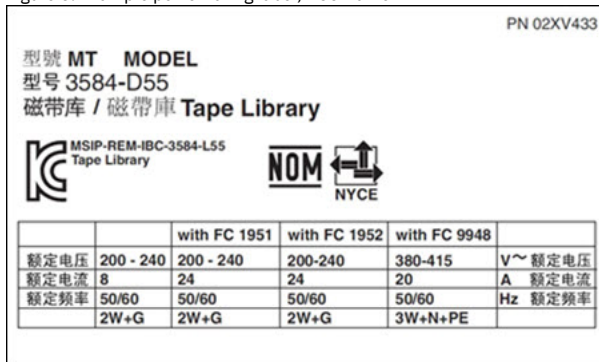 PN 02XV433
型號 MT MODEL
型号 3584-D55
磁带库 / 磁帶庫 Tape Library
MSIP-REM-IBC-3584-L55
Tape Library
NOM
NYCE
with FC 1951 with FC 1952 with FC 9948
额定电压 200 - 240 200 - 240 200-240 380-415 V~ 额定电压
额定电流 8 24 24 20 A 额定电流
额定频率 50/60 50/60 50/60 50/60 Hz 额定频率
2W+G 2W+G 2W+G 3W+N+PE